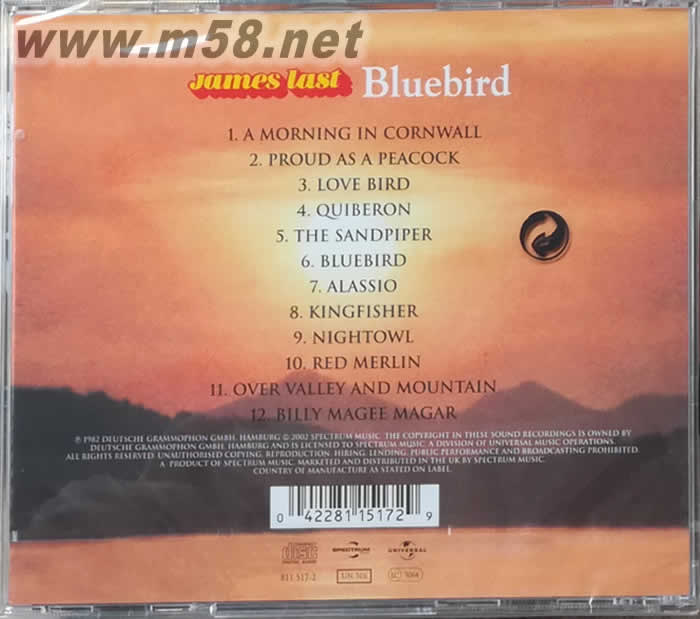 www.m58.net
James Last Bluebird
1. A MORNING IN CORNWALL
2. PROUD AS A PEACOCK
3. LOVE BIRD
4. QUIBERON
5. THE SANDPIPER
6. BLUEBIRD
7. ALASSIO
8. KINGFISHER
9. NIGHTOWL
10. RED MERLIN
11. OVER VALLEY AND MOUNTAIN
12. BILLY MAGEE MAGAR
℗ 1982 DEUTSCHE GRAMMOPHON GMBH, HAMBURG © 2002 SPECTRUM MUSIC. THE COPYRIGHT IN THESE SOUND RECORDINGS IS OWNED BY
DEUTSCHE GRAMMOPHON GMBH, HAMBURG AND IS LICENSED TO SPECTRUM MUSIC. A DIVISION OF UNIVERSAL MUSIC OPERATIONS.
ALL RIGHTS RESERVED. UNAUTHORISED COPYING, REPRODUCTION, HIRING, LENDING, PUBLIC PERFORMANCE AND BROADCASTING PROHIBITED.
A PRODUCT OF SPECTRUM MUSIC. MARKETED AND DISTRIBUTED IN THE UK BY SPECTRUM MUSIC.
COUNTRY OF MANUFACTURE AS STATED ON LABEL.
0 42281 15172 9
COMPACT disc DIGITAL AUDIO SPECTRUM UNIVERSAL
811 517-2 LC 7064